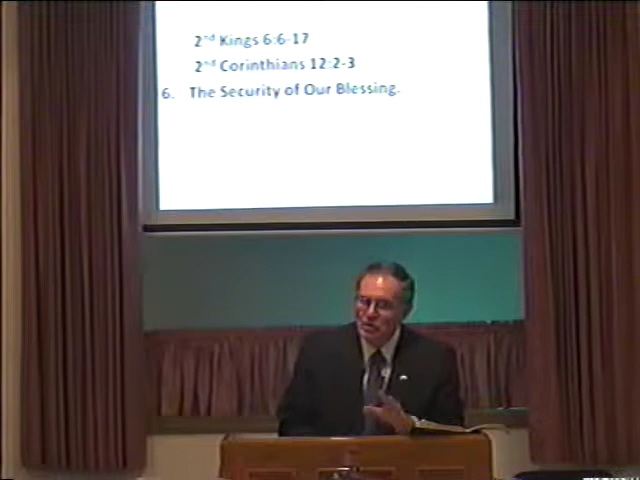 2nd Kings 6:6-17
2nd Corinthians 12:2-3
6. The Security of Our Blessing.